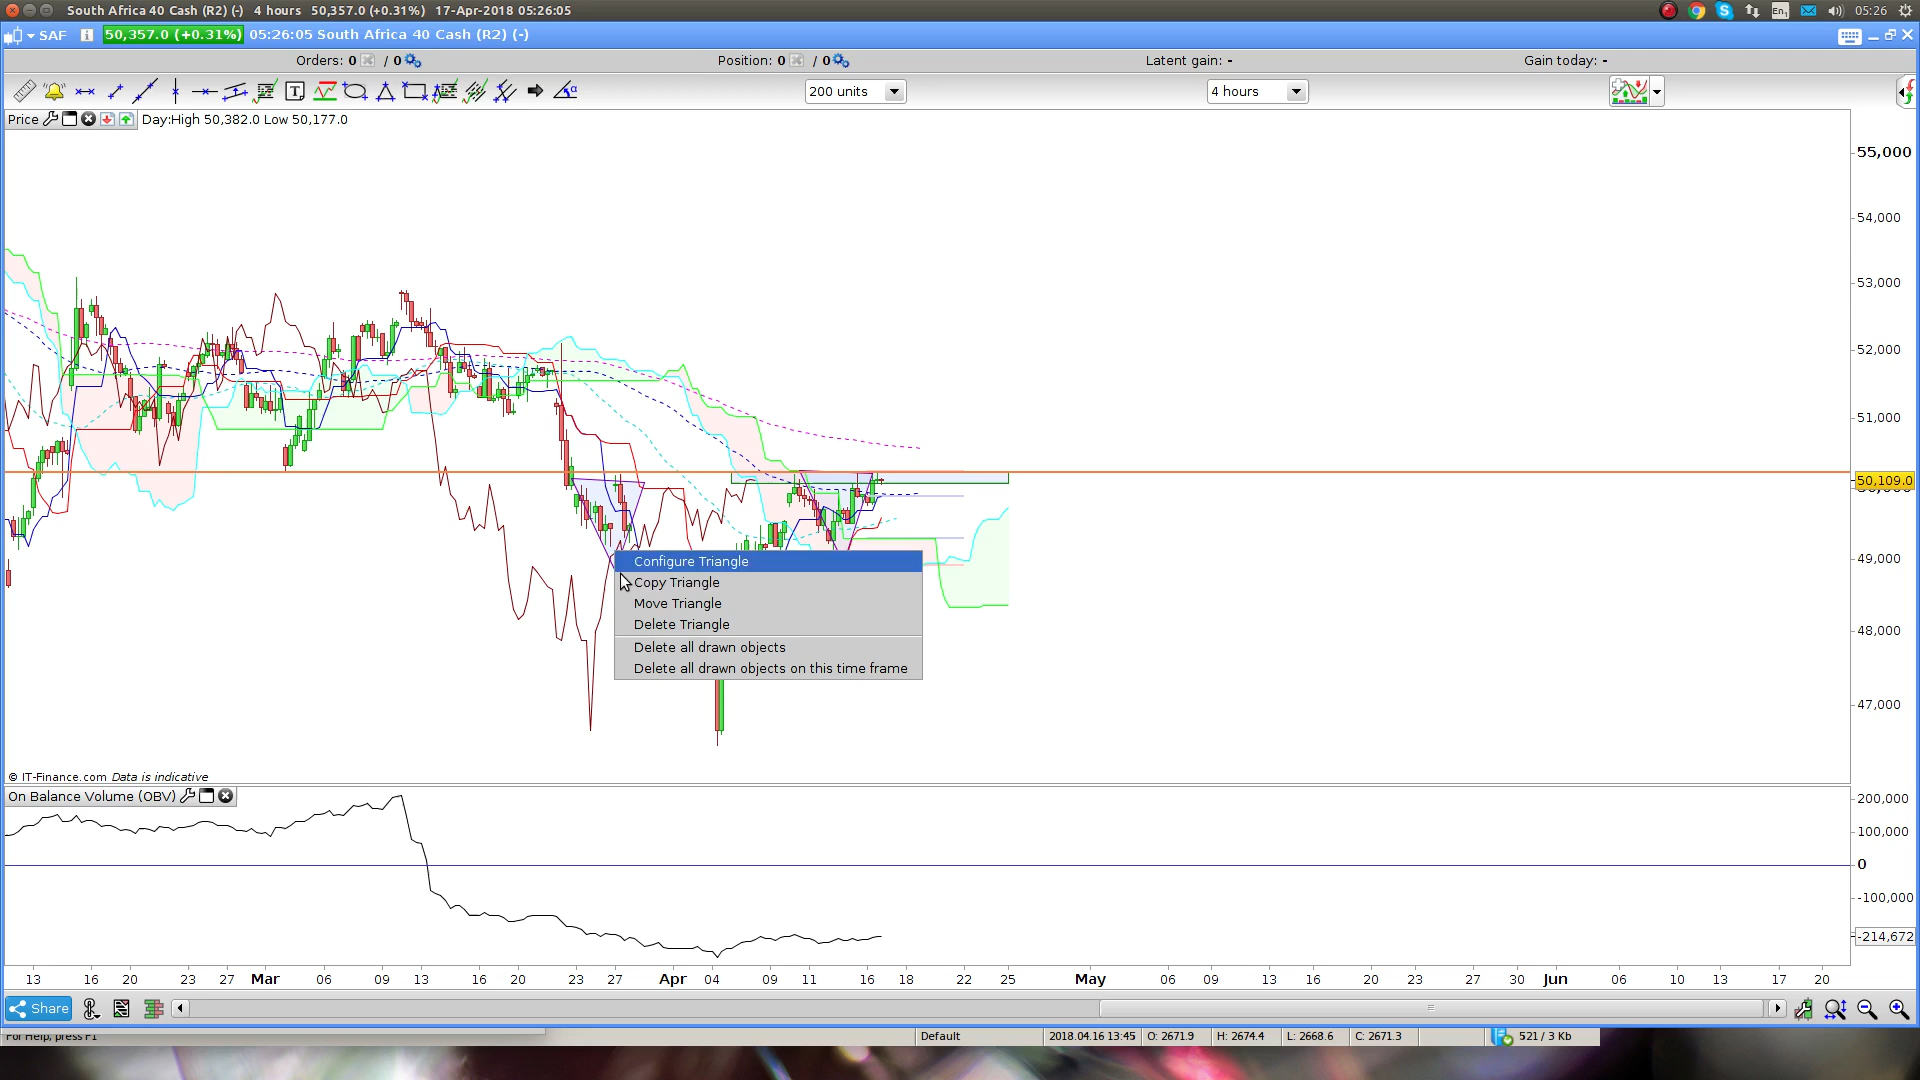 South Africa 40 Cash (R2) (-)   4 hours   50,357.0 (+0.31%)   17-Apr-2018 05:26:05
En1
05:26
SAF
50,357.0 (+0.31%)
05:26:05 South Africa 40 Cash (R2) (-)
Orders: 0 / 0
Position: 0 / 0
Latent gain: -
Gain today: -
200 units
4 hours
Price
Day:High 50,382.0 Low 50,177.0
55,000
54,000
53,000
52,000
51,000
50,109.0
49,000
48,000
47,000
Configure Triangle
Copy Triangle
Move Triangle
Delete Triangle
Delete all drawn objects
Delete all drawn objects on this time frame
© IT-Finance.com Data is indicative
On Balance Volume (OBV)
200,000
100,000
0
-100,000
-214,672
13 16 20 23 27 Mar 06 09 13 16 20 23 27 Apr 04 09 11 16 18 22 25 May 06 09 13 16 20 23 27 30 Jun 06 10 13 17 20
Share
For Help, press F1
Default
2018.04.16 13:45
O: 2671.9
H: 2674.4
L: 2668.6
C: 2671.3
521 / 3 Kb